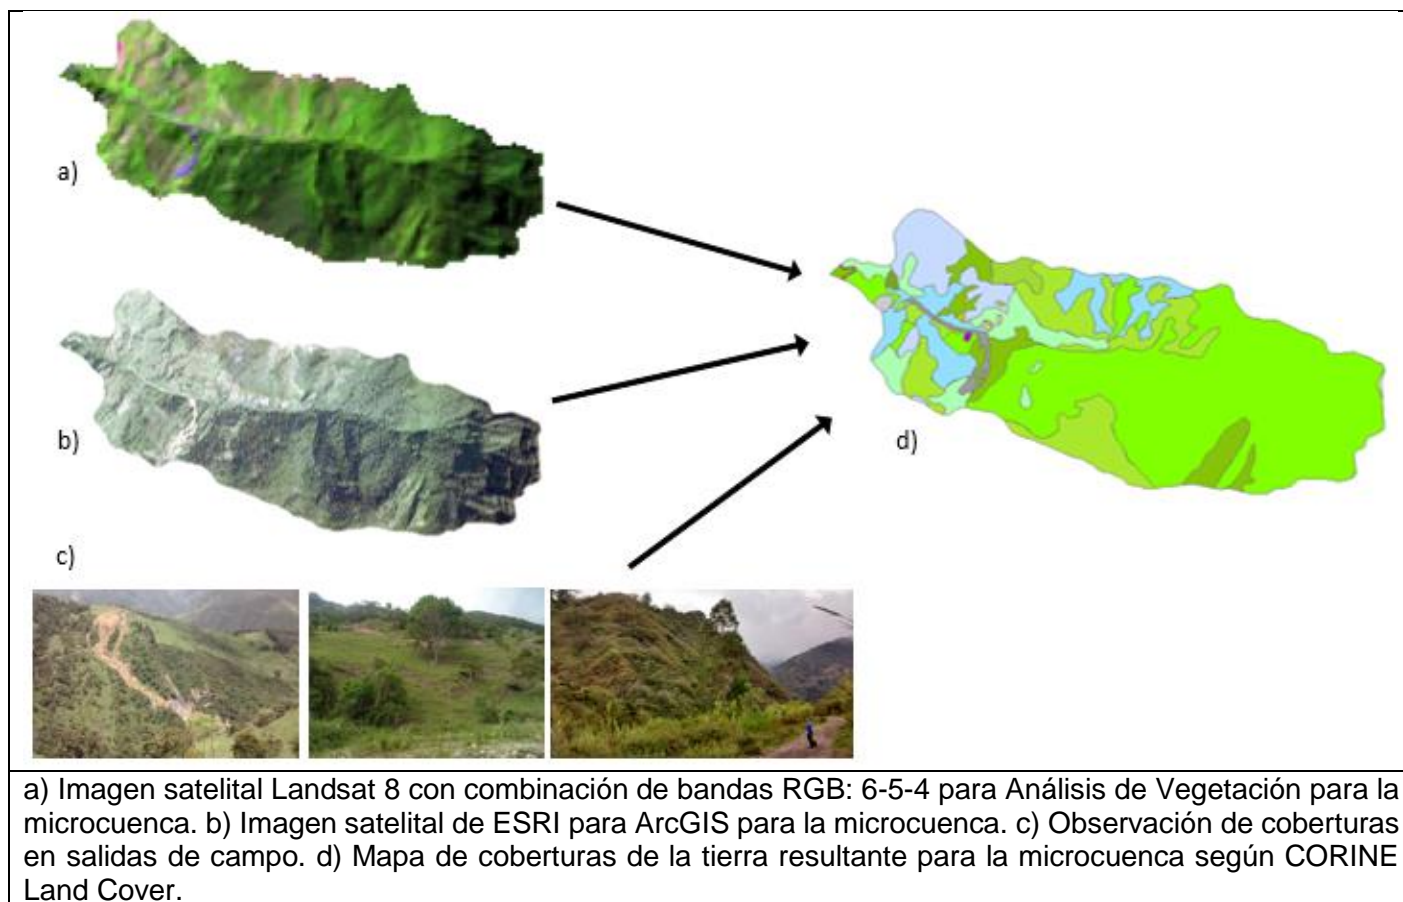 a)
b)
c)
d)
a) Imagen satelital Landsat 8 con combinación de bandas RGB: 6-5-4 para Análisis de Vegetación para la
microcuenca. b) Imagen satelital de ESRI para ArcGIS para la microcuenca. c) Observación de coberturas
en salidas de campo. d) Mapa de coberturas de la tierra resultante para la microcuenca según CORINE
Land Cover.